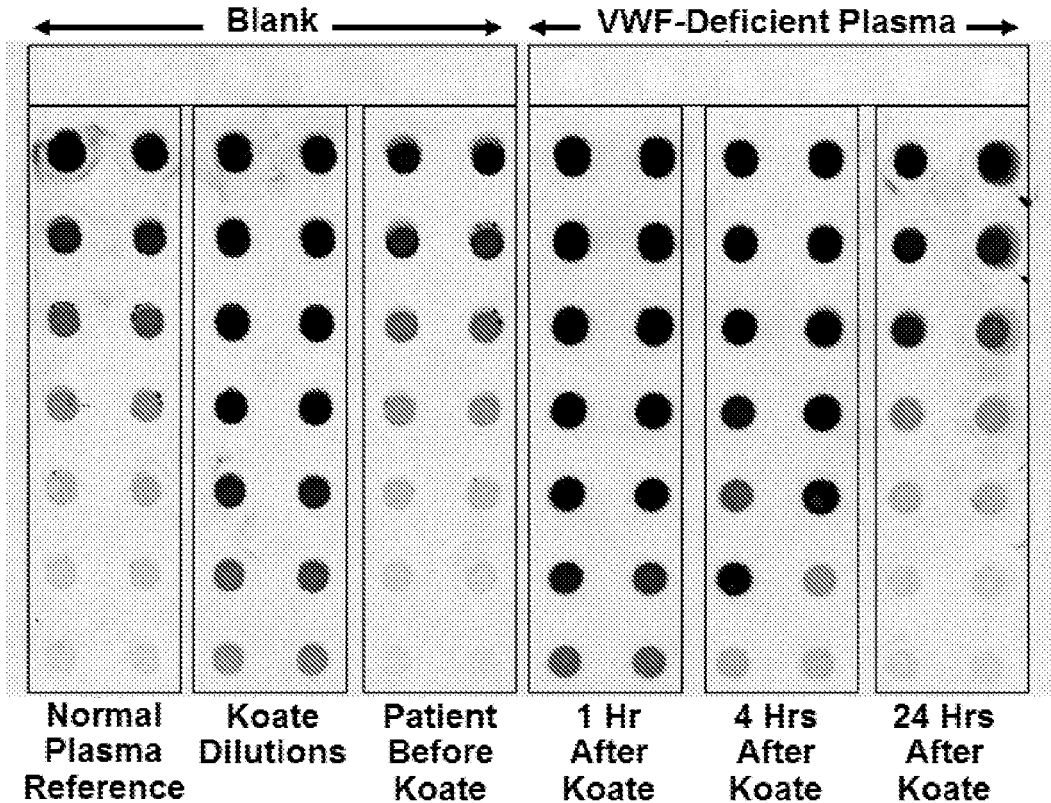 Blank
VWF-Deficient Plasma
Normal
Plasma
Reference
Koate
Dilutions
Patient
Before
Koate
1 Hr
After
Koate
4 Hrs
After
Koate
24 Hrs
After
Koate